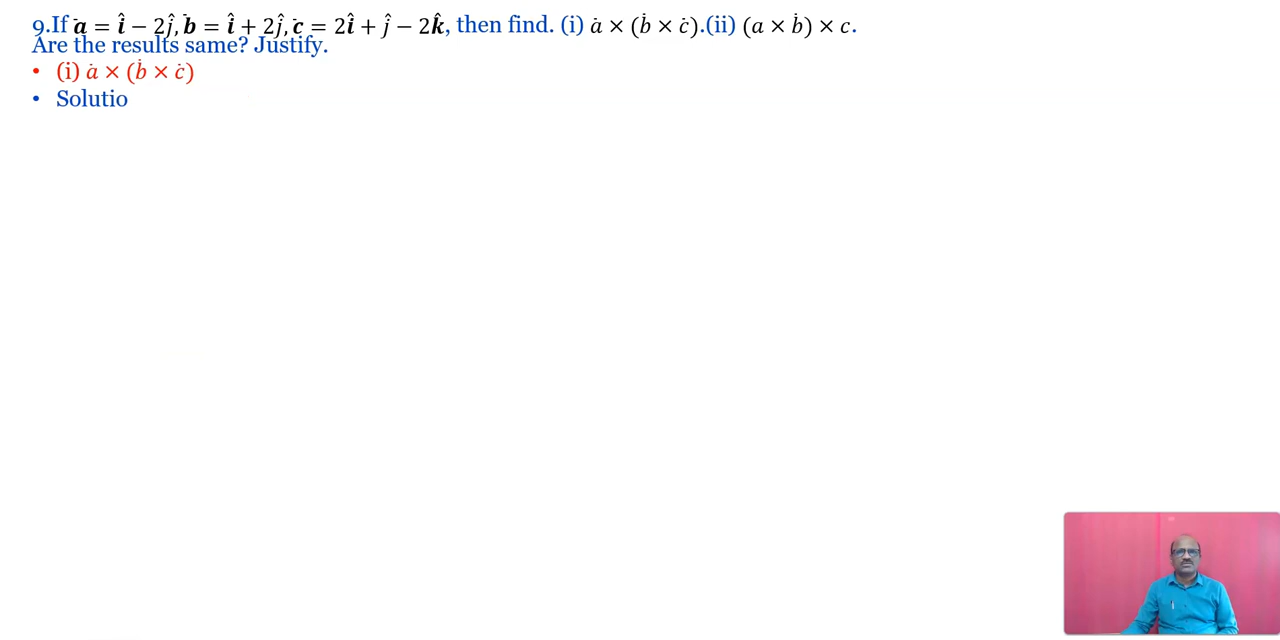 9.If a̅ = î − 2ĵ, b̅ = î + 2ĵ, c̅ = 2î + ĵ − 2k̂, then find. (i) a̅ × (b̅ × c̅).(ii) (a × b̅) × c.
Are the results same? Justify.
• (i) a̅ × (b̅ × c̅)
• Solutio